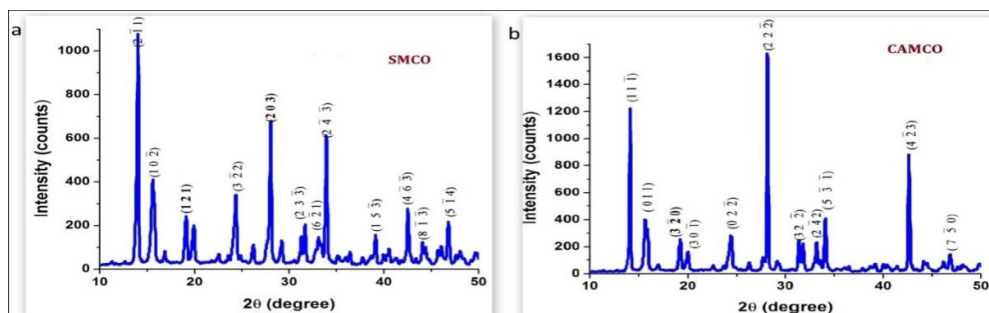 a
SMCO
Intensity (counts)
1000
800
600
400
200
0
(2 1̅ 1)
(1 0 2̅)
(1 2 1)
(3 2̅ 2)
(2 0 3)
(2 3̅ 3̅)
(6̅ 2̅ 1)
(2 4̅ 3)
(1 5 3̅)
(4 6̅ 3)
(8 1̅ 3̅)
(5̅ 1 4)
10 20 30 40 50
2θ (degree)
b
CAMCO
Intensity (counts)
1600
1400
1200
1000
800
600
400
200
0
(1 1 1̅)
(0 1 1)
(3̅ 2̅ 0)
(3 0 1̅)
(0 2 2̅)
(2 2̅ 2̅)
(3 2 2̅)
(2̅ 4 2)
(5 3̅ 1̅)
(4 2̅ 3)
(7 5̅ 0)
10 20 30 40 50
2θ (degree)